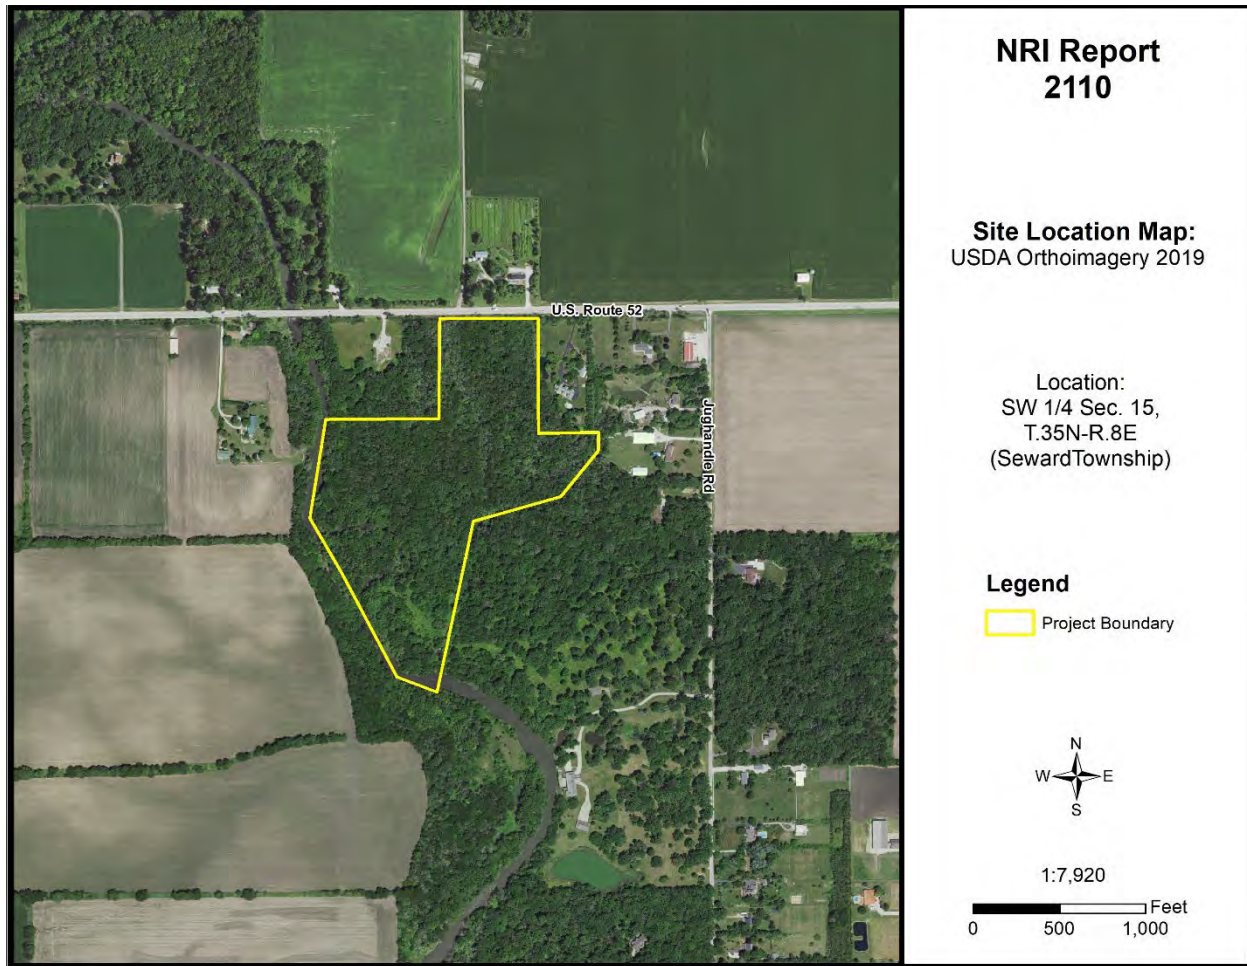 NRI Report
2110
Site Location Map:
USDA Orthoimagery 2019
Location:
SW 1/4 Sec. 15,
T.35N-R.8E
(SewardTownship)
Legend
Project Boundary
N
W E
S
1:7,920
Feet
0 500 1,000
U.S. Route 52
Jughandle Rd